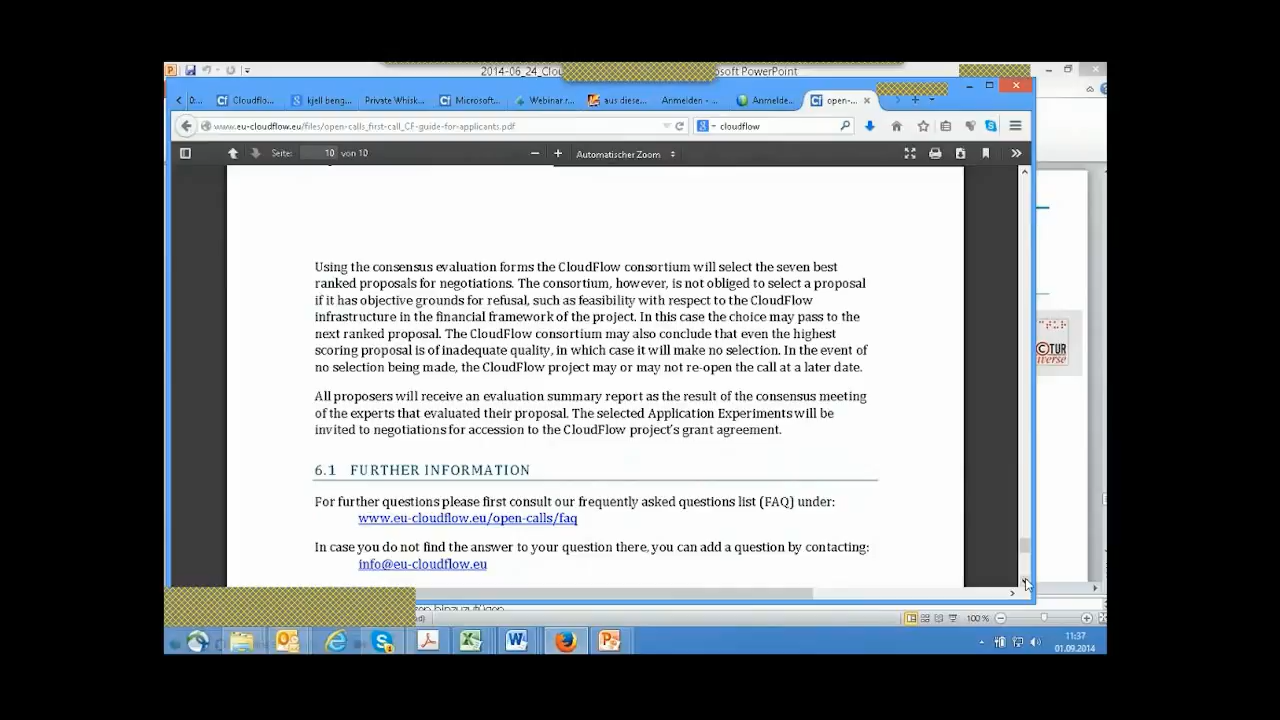 2014-06_24_Clou osoft PowerPoint
0... Cloudflo... kjell beng... Private Whisk... Microsoft... Webinar r... aus diese... Anmelden -... Anmelde... open-...
www.eu-cloudflow.eu/files/open-calls_first-call_CF-guide-for-applicants.pdf cloudflow
Seite: 10 von 10 Automatischer Zoom
Using the consensus evaluation forms the CloudFlow consortium will select the seven best
ranked proposals for negotiations. The consortium, however, is not obliged to select a proposal
if it has objective grounds for refusal, such as feasibility with respect to the CloudFlow
infrastructure in the financial framework of the project. In this case the choice may pass to the
next ranked proposal. The CloudFlow consortium may also conclude that even the highest
scoring proposal is of inadequate quality, in which case it will make no selection. In the event of
no selection being made, the CloudFlow project may or may not re-open the call at a later date.
All proposers will receive an evaluation summary report as the result of the consensus meeting
of the experts that evaluated their proposal. The selected Application Experiments will be
invited to negotiations for accession to the CloudFlow project's grant agreement.
6.1 FURTHER INFORMATION
For further questions please first consult our frequently asked questions list (FAQ) under:
www.eu-cloudflow.eu/open-calls/faq
In case you do not find the answer to your question there, you can add a question by contacting:
info@eu-cloudflow.eu
©TUR
verse
100 %
11:37
01.09.2014